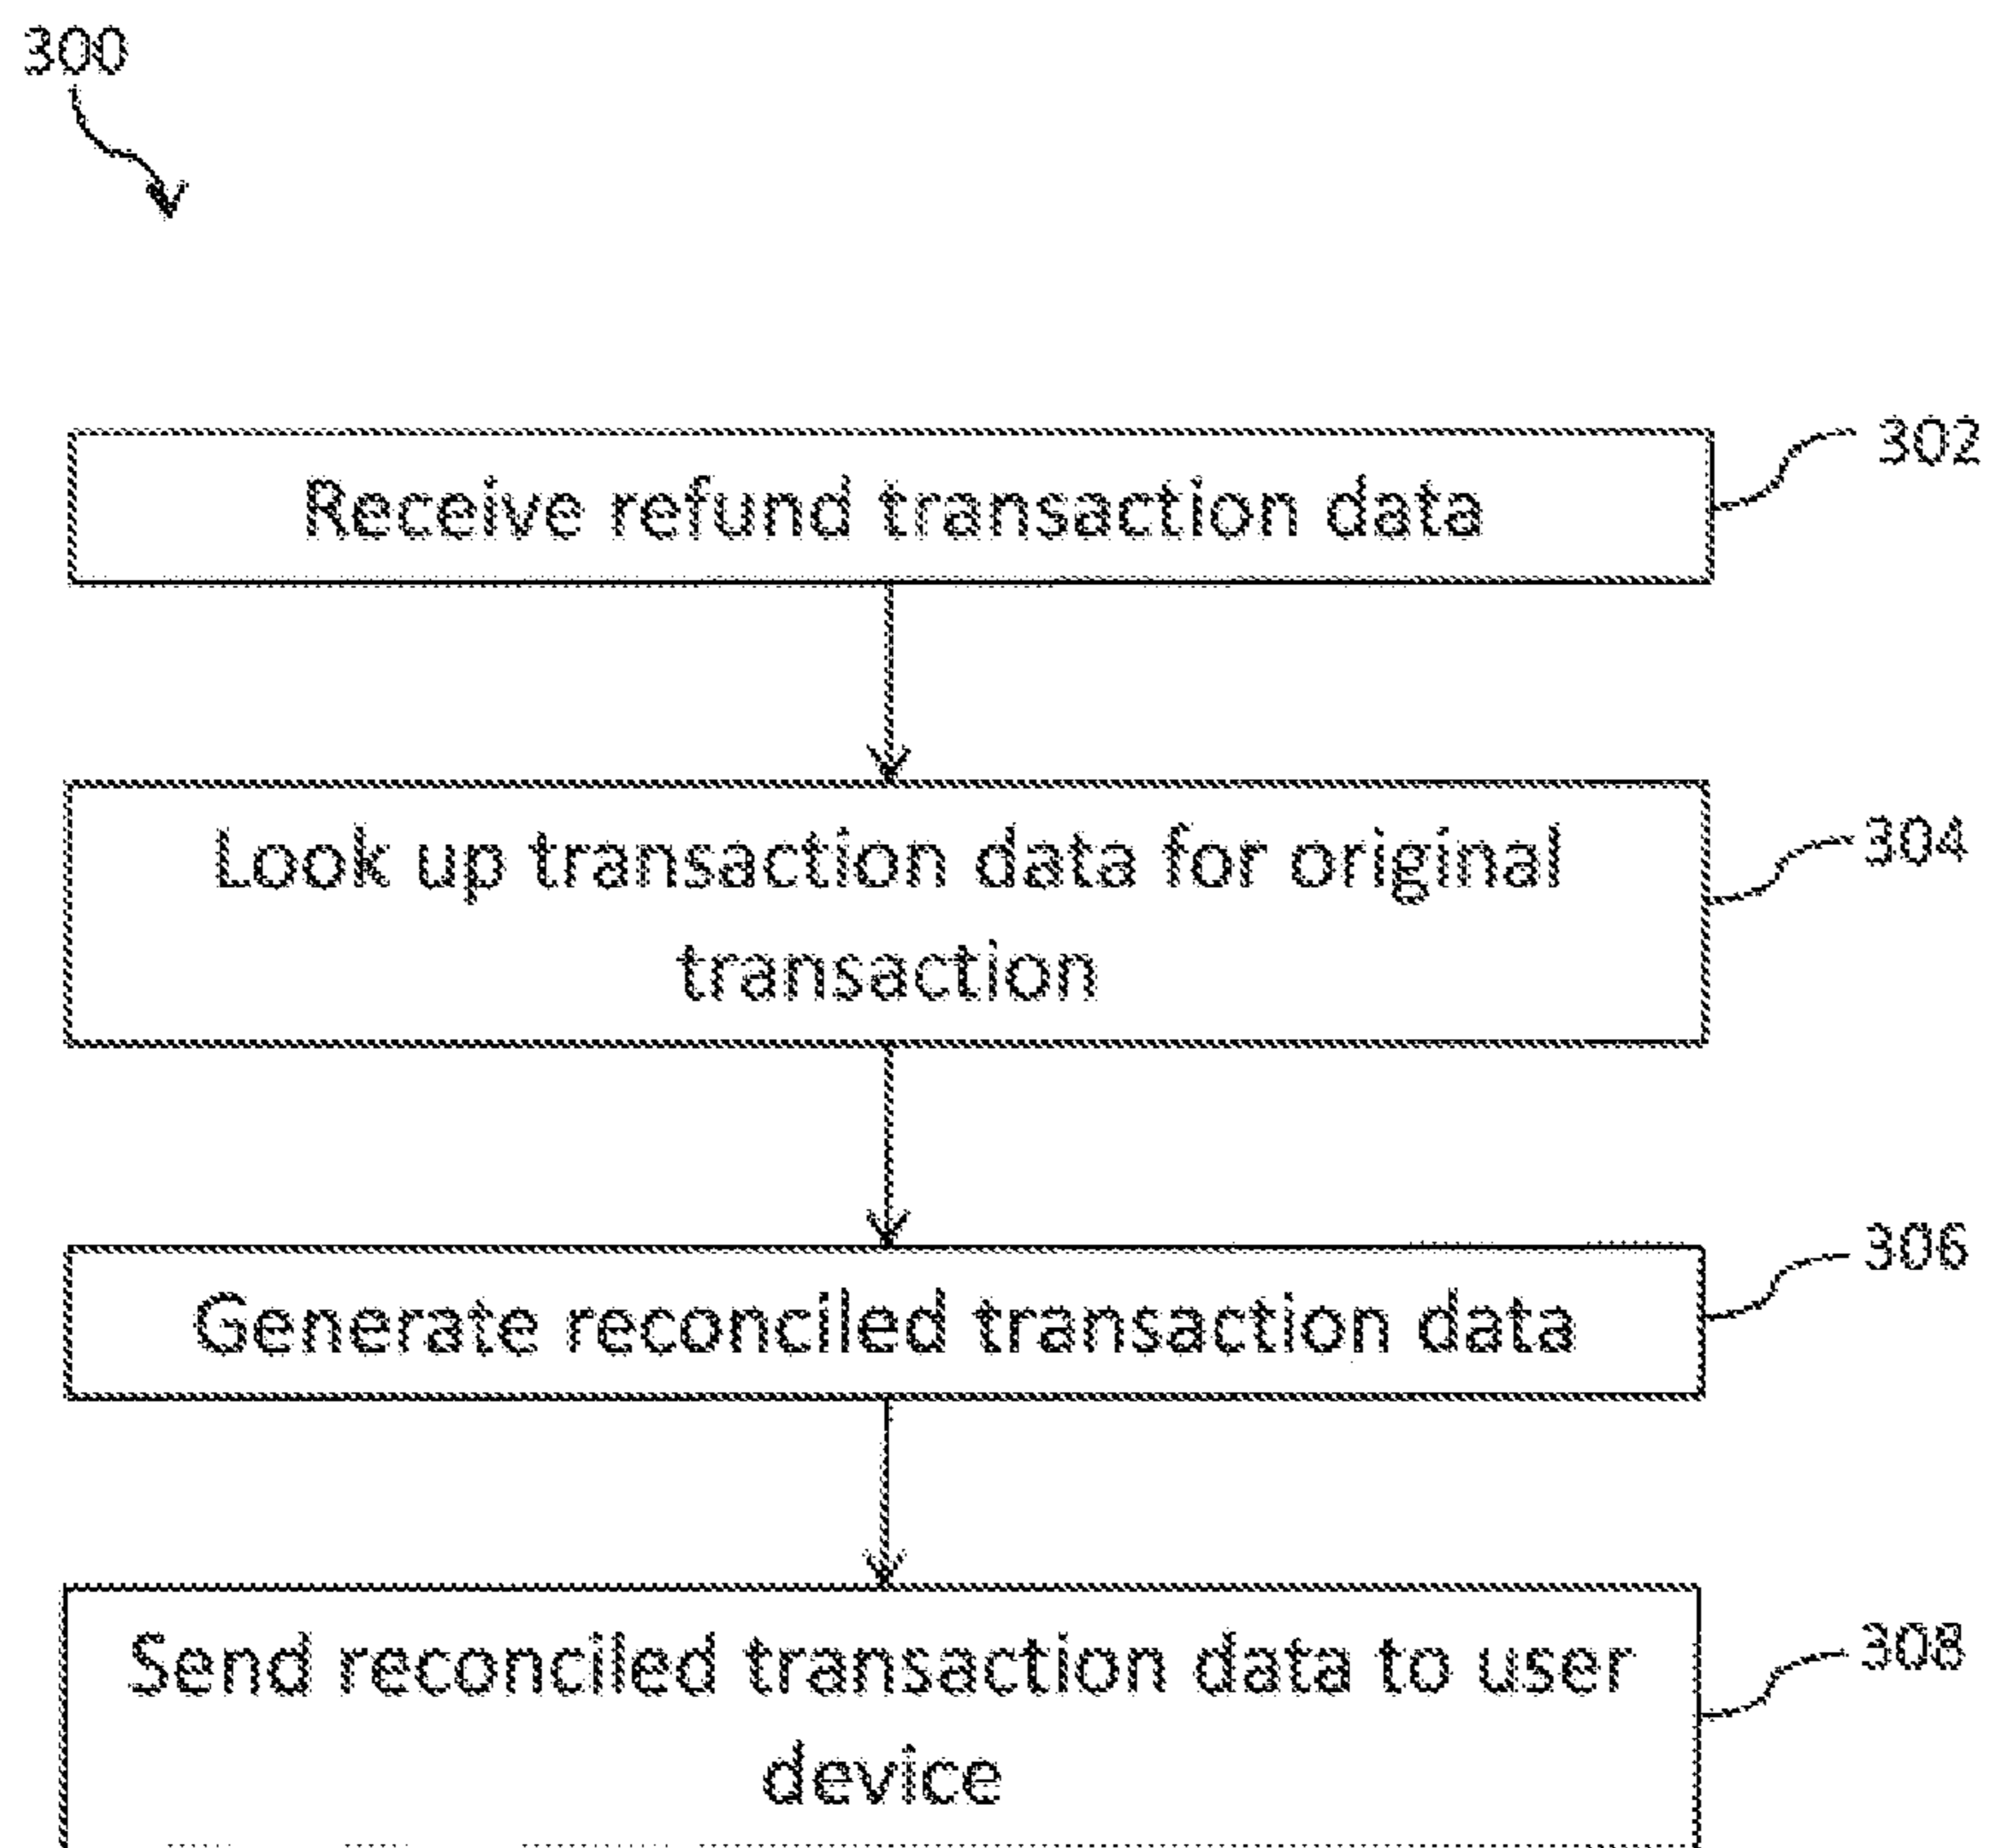 300
302
Receive refund transaction data
304
Look up transaction data for original
transaction
306
Generate reconciled transaction data
308
Send reconciled transaction data to user
device